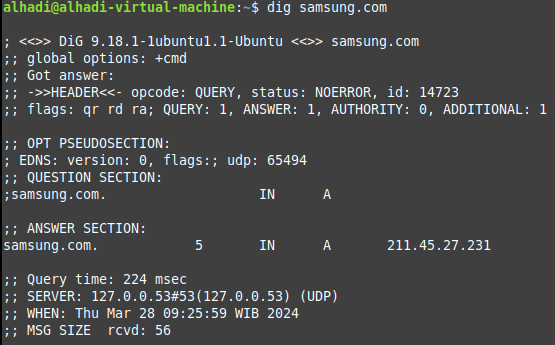 alhadi@alhadi-virtual-machine:~$ dig samsung.com
; <<>> DiG 9.18.1-1ubuntu1.1-Ubuntu <<>> samsung.com
;; global options: +cmd
;; Got answer:
;; ->>HEADER<<- opcode: QUERY, status: NOERROR, id: 14723
;; flags: qr rd ra; QUERY: 1, ANSWER: 1, AUTHORITY: 0, ADDITIONAL: 1
;; OPT PSEUDOSECTION:
; EDNS: version: 0, flags:; udp: 65494
;; QUESTION SECTION:
;samsung.com. IN A
;; ANSWER SECTION:
samsung.com. 5 IN A 211.45.27.231
;; Query time: 224 msec
;; SERVER: 127.0.0.53#53(127.0.0.53) (UDP)
;; WHEN: Thu Mar 28 09:25:59 WIB 2024
;; MSG SIZE rcvd: 56